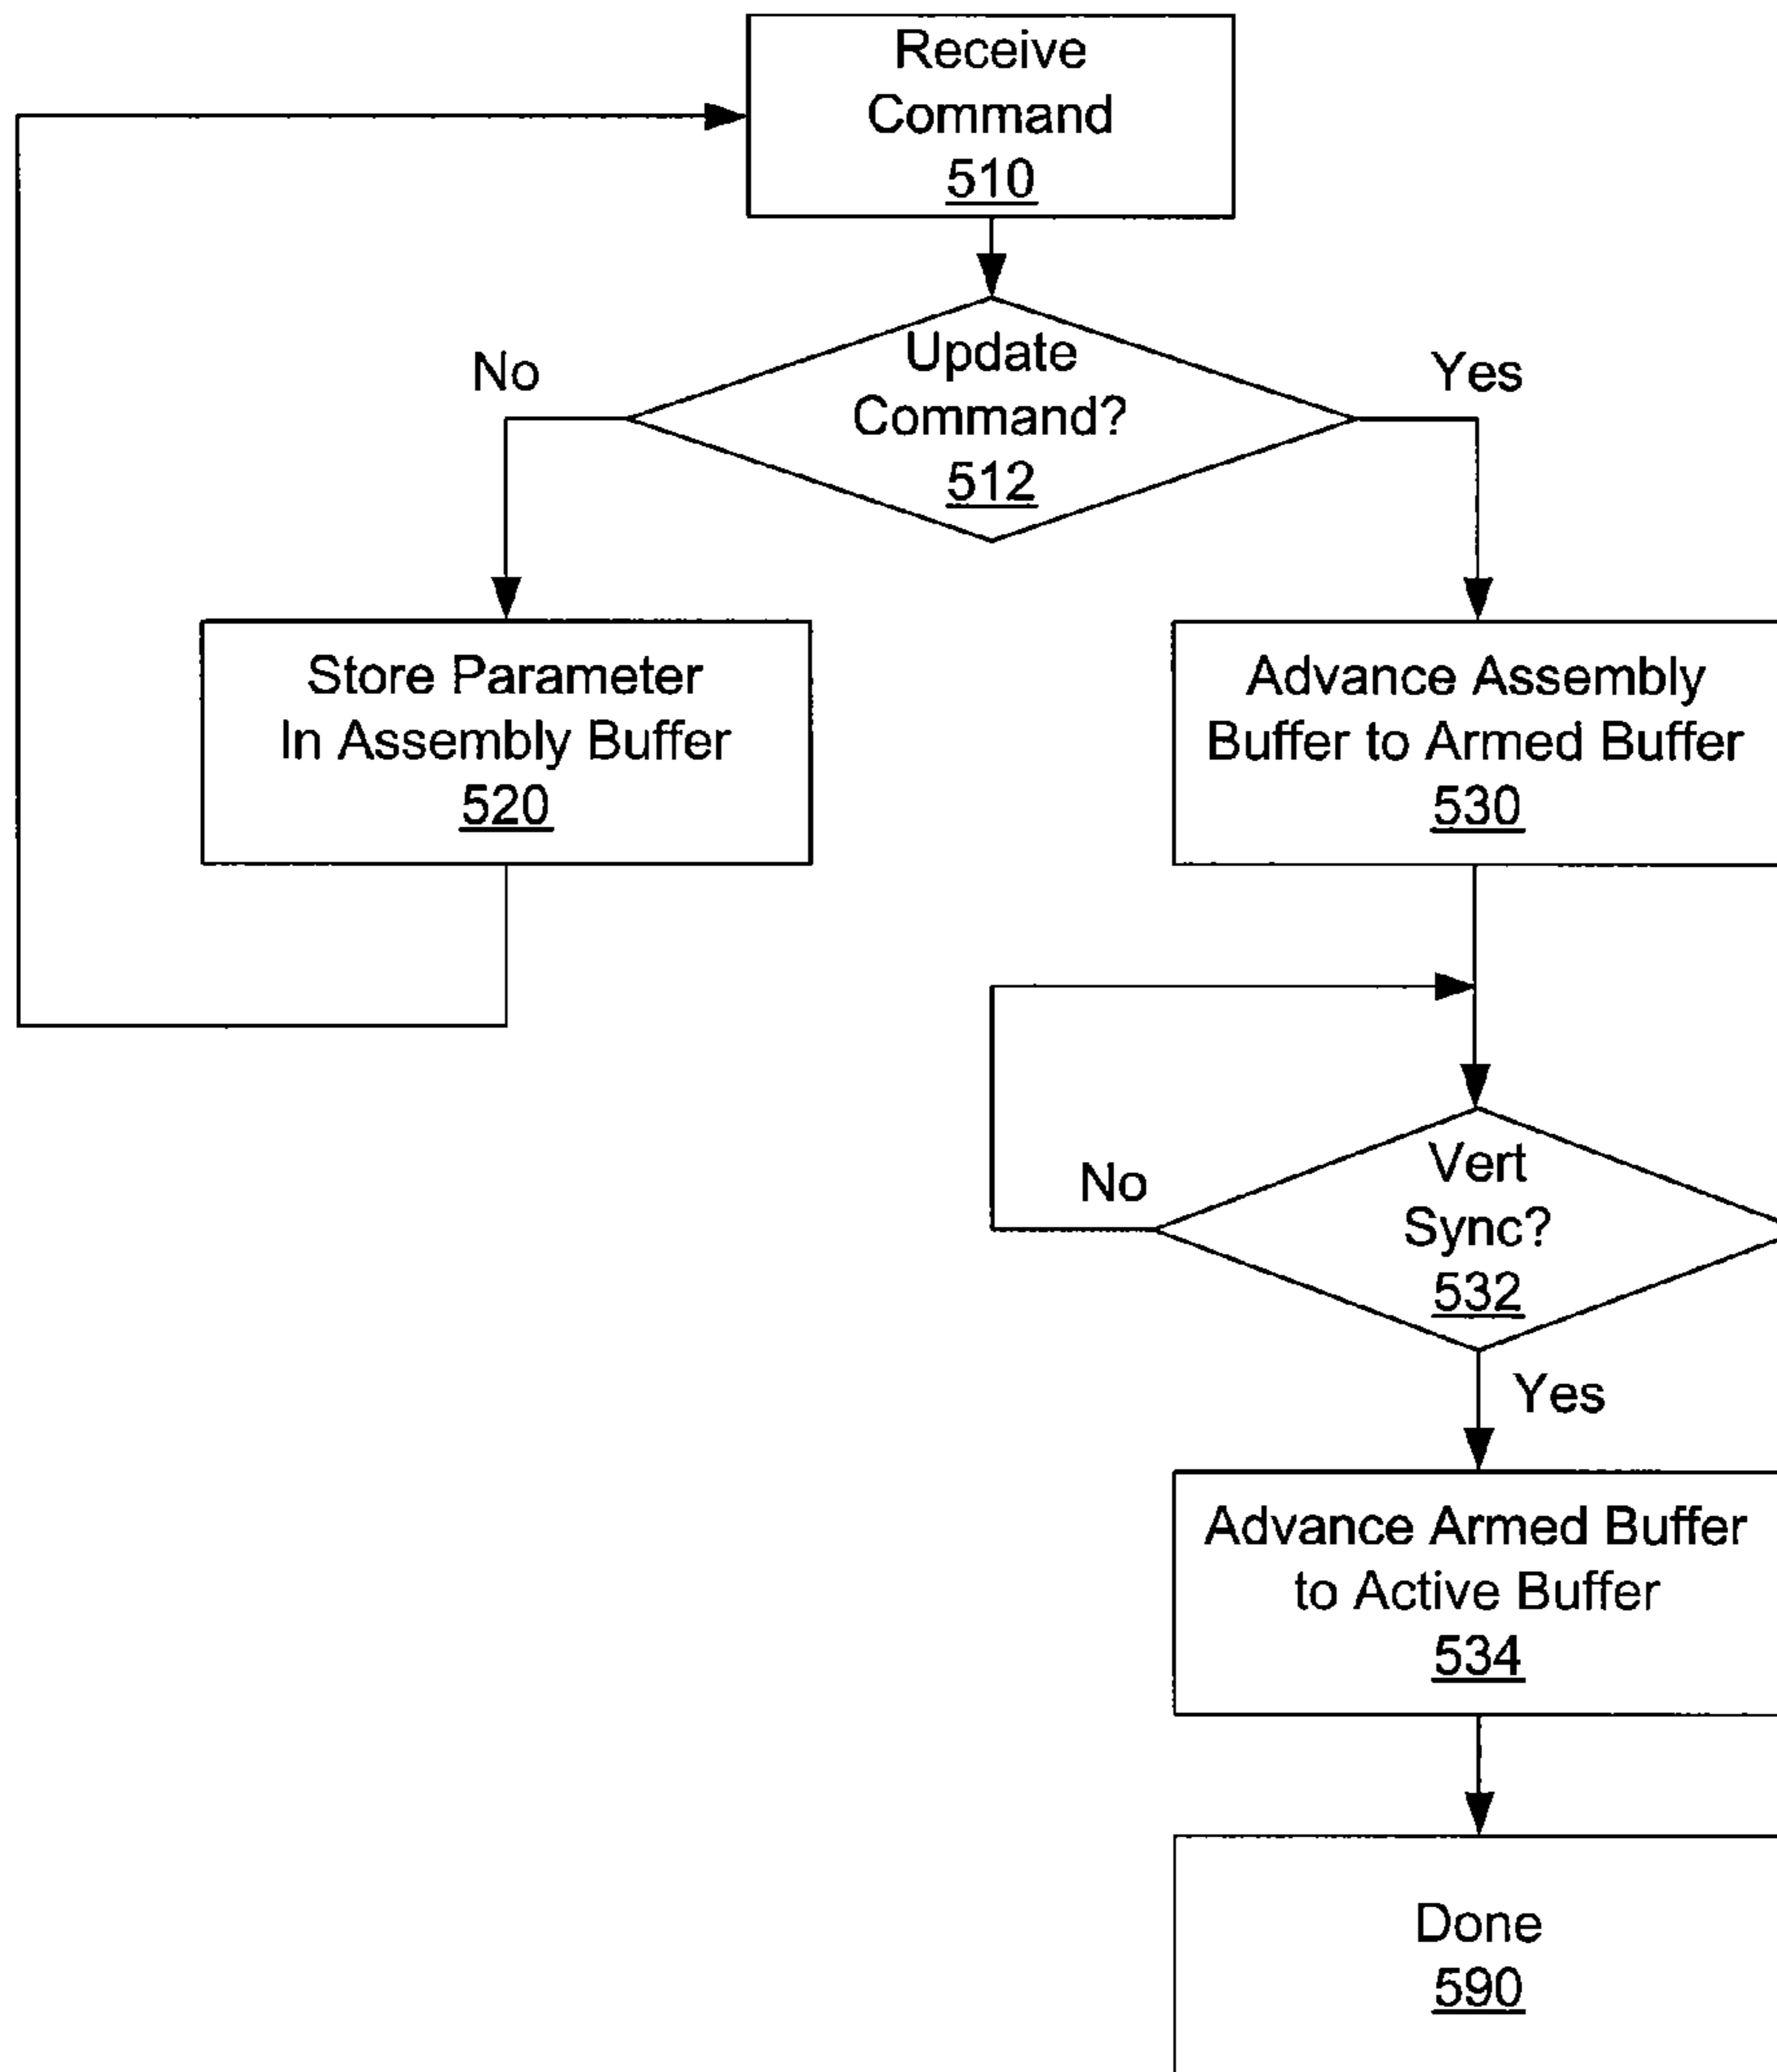 Receive
Command
510
Update
Command?
512
No
Yes
Store Parameter
In Assembly Buffer
520
Advance Assembly
Buffer to Armed Buffer
530
No
Vert
Sync?
532
Yes
Advance Armed Buffer
to Active Buffer
534
Done
590